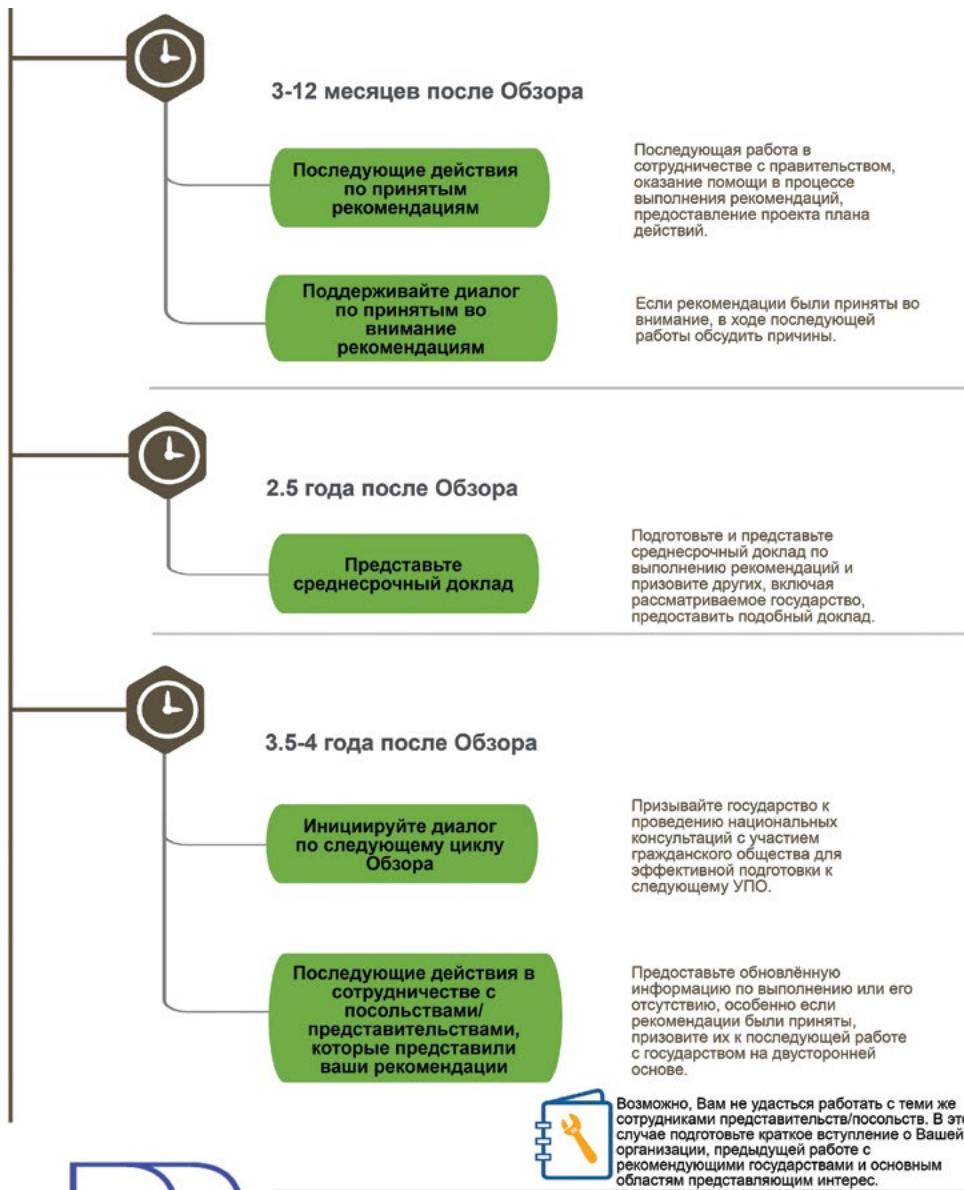 3-12 месяцев после Обзора
Последующие действия
по принятым
рекомендациям
Последующая работа в
сотрудничестве с правительством,
оказание помощи в процессе
выполнения рекомендаций,
предоставление проекта плана
действий.
Поддерживайте диалог
по принятым во
внимание
рекомендациям
Если рекомендации были приняты во
внимание, в ходе последующей
работы обсудить причины.
2.5 года после Обзора
Представьте
среднесрочный доклад
Подготовьте и представьте
среднесрочный доклад по
выполнению рекомендаций и
призовите других, включая
рассматриваемое государство,
предоставить подобный доклад.
3.5-4 года после Обзора
Инициируйте диалог
по следующему циклу
Обзора
Призывайте государство к
проведению национальных
консультаций с участием
гражданского общества для
эффективной подготовки к
следующему УПО.
Последующие действия в
сотрудничестве с
посольствами/
представительствами,
которые представили
ваши рекомендации
Предоставьте обновлённую
информацию по выполнению или его
отсутствию, особенно если
рекомендации были приняты,
призовите их к последующей работе
с государством на двусторонней
основе.
Возможно, Вам не удасться работать с теми же
сотрудниками представительств/посольств. В
случае подготовьте краткое вступление о Вашей
организации, предыдущей работе с
рекомендующими государствами и основным
областям представляющим интерес.